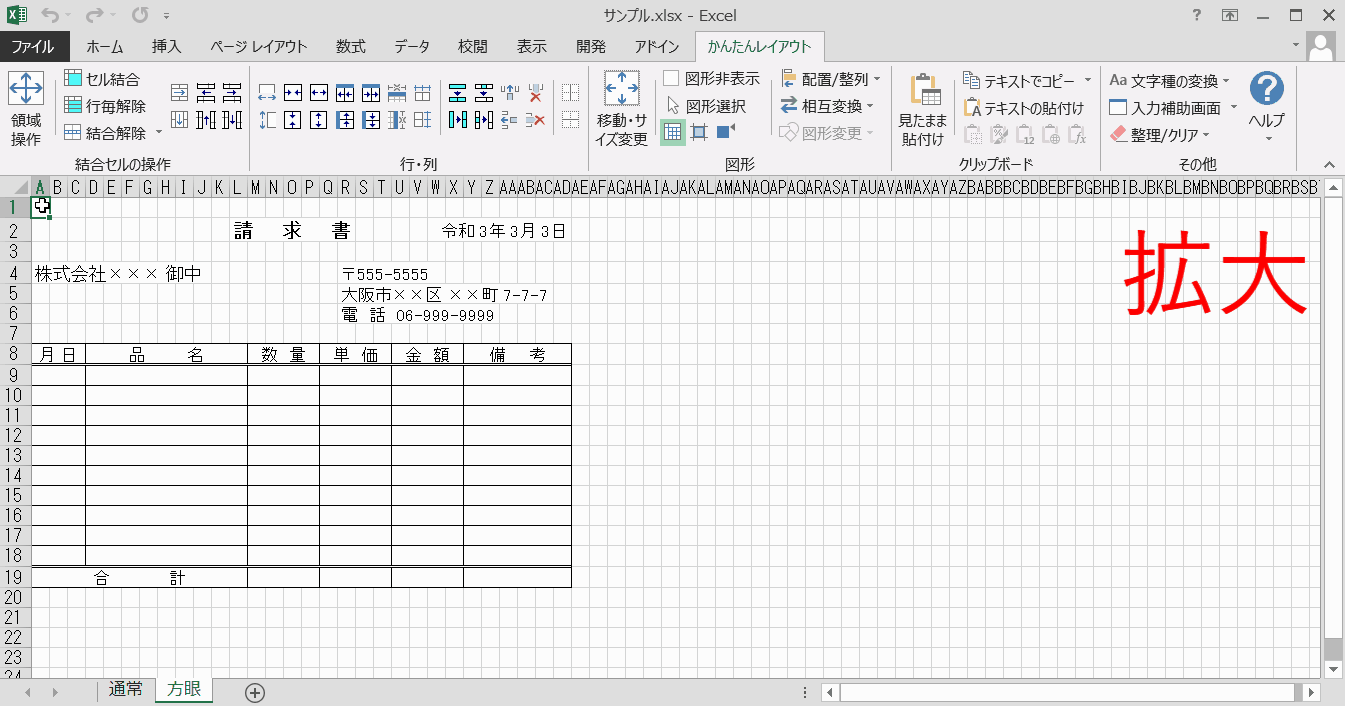 サンプル.xlsx - Excel
?
ファイル ホーム 挿入 ページ レイアウト 数式 データ 校閲 表示 開発 アドイン かんたんレイアウト
領域
操作
セル結合
行毎解除
結合解除
結合セルの操作
行・列
移動・サ
イズ変更
図形非表示
図形選択
配置/整列
相互変換
図形変更
図形
見たまま
貼付け
テキストでコピー
テキストの貼付け
12
fx
クリップボード
Aa 文字種の変換
入力補助画面
整理/クリア
その他
?
ヘルプ
A B C D E F G H I J K L M N O P Q R S T U V W X Y Z AA AB AC AD AE AF AG AH AI AJ AK AL AM AN AO AP AQ AR AS AT AU AV AW AX AY AZ BA BB BC BD BE BF BG BH BI BJ BK BL BM BN BO BP BQ BR BS
1
2 請 求 書 令和3年3月3日
3
4 株式会社××× 御中 〒555-5555
5 大阪市××区 ××町 7-7-7
6 電 話 06-999-9999
7
8 月日 品 名 数 量 単 価 金 額 備 考
9
10
11
12
13
14
15
16
17
18
19 合 計
20
21
22
23
24
拡大
通常 方眼